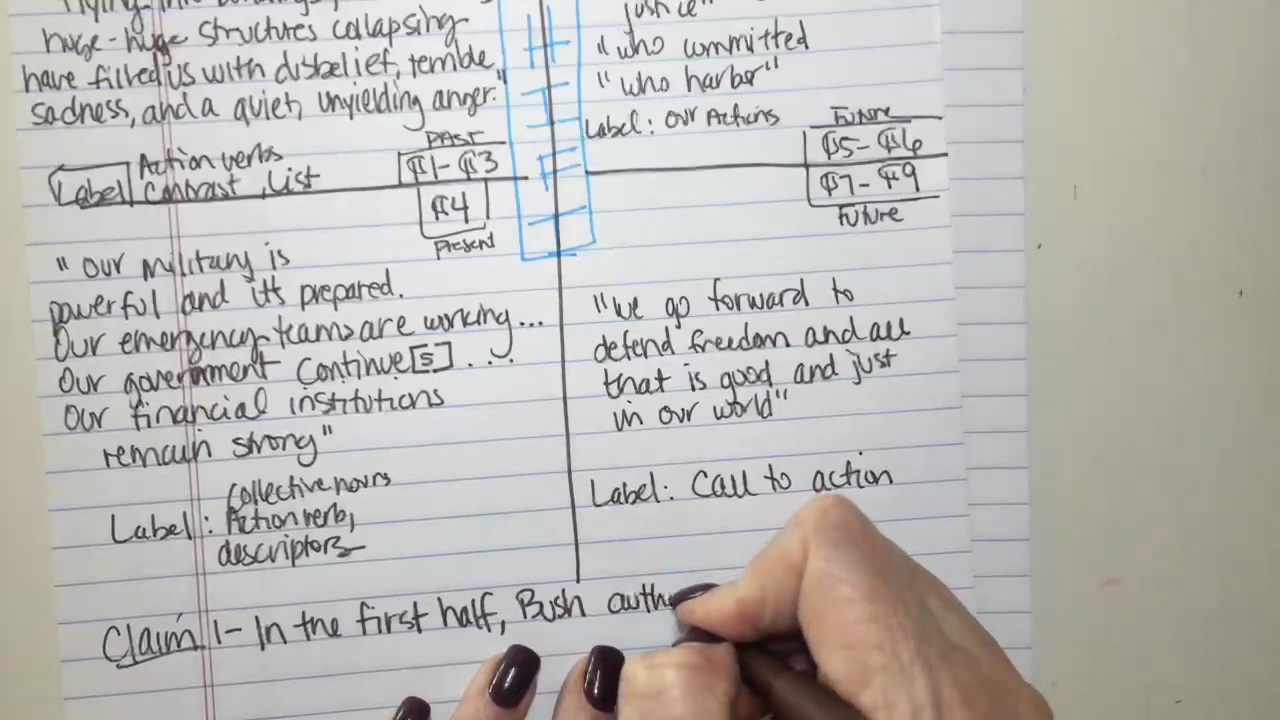 huge-huge structures collapsing
have filled us with disbelief, terrible
sadness, and a quiet, unyielding anger."
Label Action verbs
Contrast, List
PAST
¶1-¶3
¶4
Present
"our military is
powerful and it's prepared.
Our emergency teams are working...
Our government continue[s]...
Our financial institutions
remain strong"
collective nouns
Label: Action verb,
descriptors
justice"
"who committed
"who harbor"
Label: our Actions
Future
¶5-¶6
¶7-¶9
Future
"We go forward to
defend freedom and all
that is good and just
in our world"
Label: Call to action
Claim 1- In the first half, Bush auth